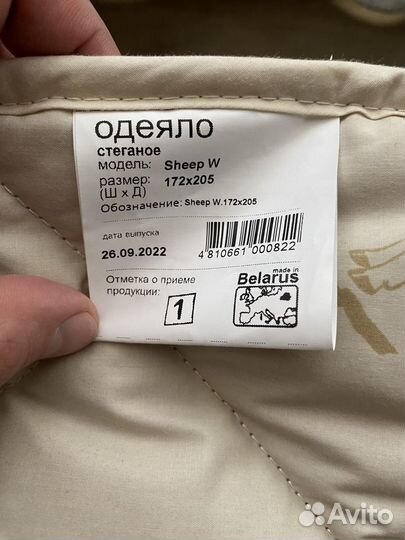 одеяло
стеганое
модель: Sheep W
размер: 172x205
(Ш х Д)
Обозначение: Sheep W.172x205
дата выпуска
26.09.2022
4 810661 000822
Отметка о приеме
продукции:
1
made in
Belarus
Avito